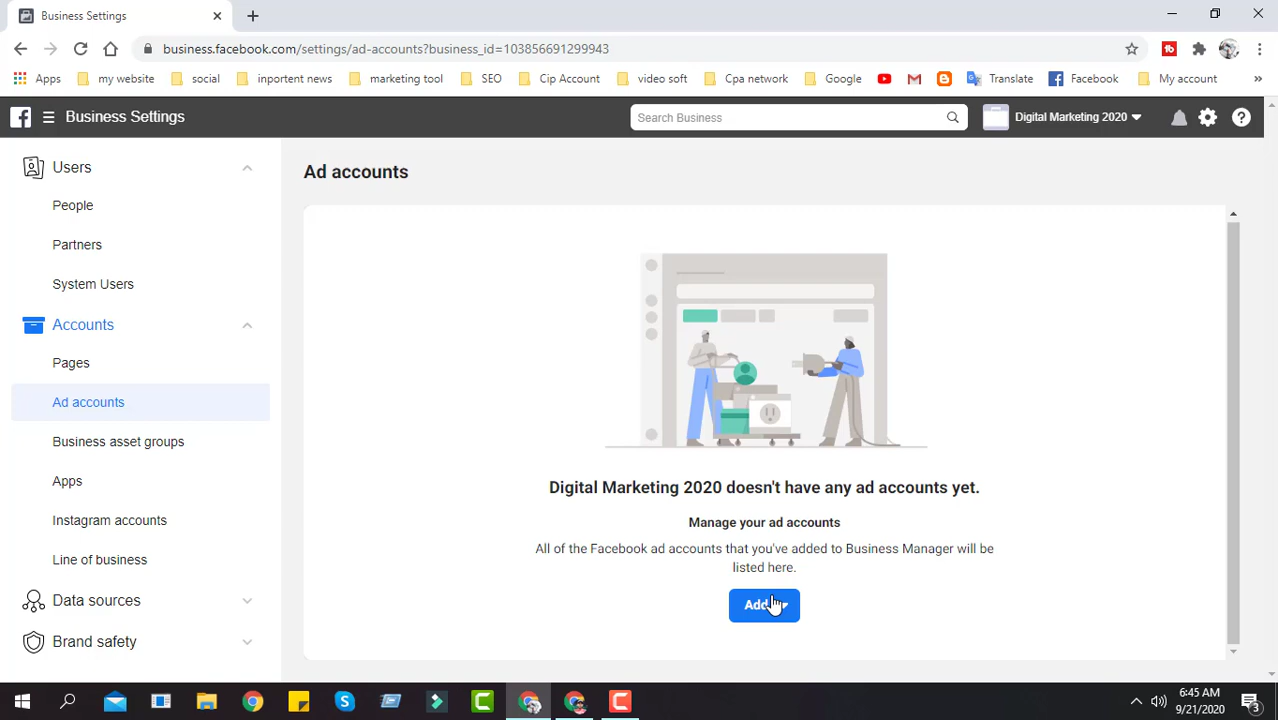 Business Settings
business.facebook.com/settings/ad-accounts?business_id=103856691299943
Apps
my website
social
inportent news
marketing tool
SEO
Cip Account
video soft
Cpa network
Google
Translate
Facebook
My account
Business Settings
Search Business
Digital Marketing 2020
Users
People
Partners
System Users
Accounts
Pages
Ad accounts
Business asset groups
Apps
Instagram accounts
Line of business
Data sources
Brand safety
Ad accounts
Digital Marketing 2020 doesn't have any ad accounts yet.
Manage your ad accounts
All of the Facebook ad accounts that you've added to Business Manager will be
listed here.
Add
6:45 AM
9/21/2020
3